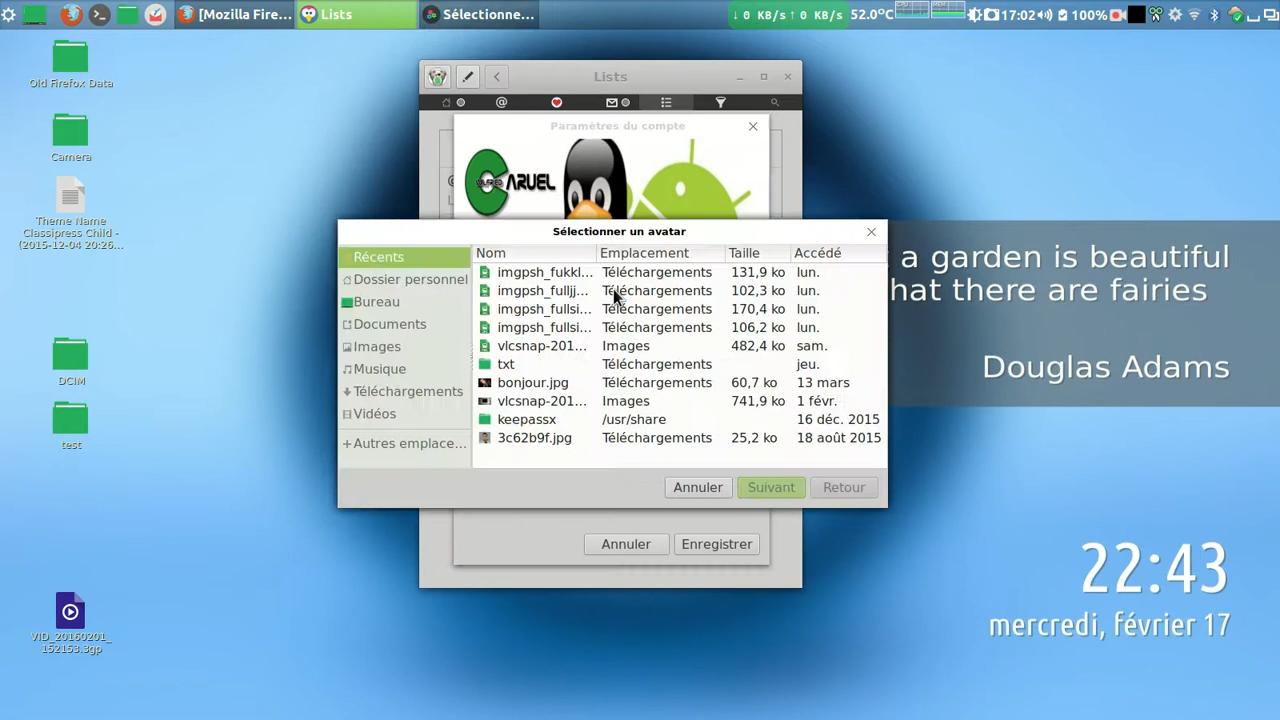 [Mozilla Fire...
Lists
Sélectionne...
↓ 0 KB/s ↑ 0 KB/s
52.0ºC
17:02
100%
Old Firefox Data
Camera
Theme Name
Classipress Child -
(2015-12-04 20:26...
DCIM
test
VID_20160201_
152153.3gp
Lists
@
Paramètres du compte
CARUEL
Sélectionner un avatar
Récents
Dossier personnel
Bureau
Documents
Images
Musique
Téléchargements
Vidéos
+Autres emplace...
Nom Emplacement Taille Accédé
imgpsh_fukkl... Téléchargements 131,9 ko lun.
imgpsh_fulljj... Téléchargements 102,3 ko lun.
imgpsh_fullsi... Téléchargements 170,4 ko lun.
imgpsh_fullsi... Téléchargements 106,2 ko lun.
vlcsnap-201... Images 482,4 ko sam.
txt Téléchargements jeu.
bonjour.jpg Téléchargements 60,7 ko 13 mars
vlcsnap-201... Images 741,9 ko 1 févr.
keepassx /usr/share 16 déc. 2015
3c62b9f.jpg Téléchargements 25,2 ko 18 août 2015
Annuler Suivant Retour
Annuler Enregistrer
a garden is beautiful
hat there are fairies
Douglas Adams
22:43
mercredi, février 17